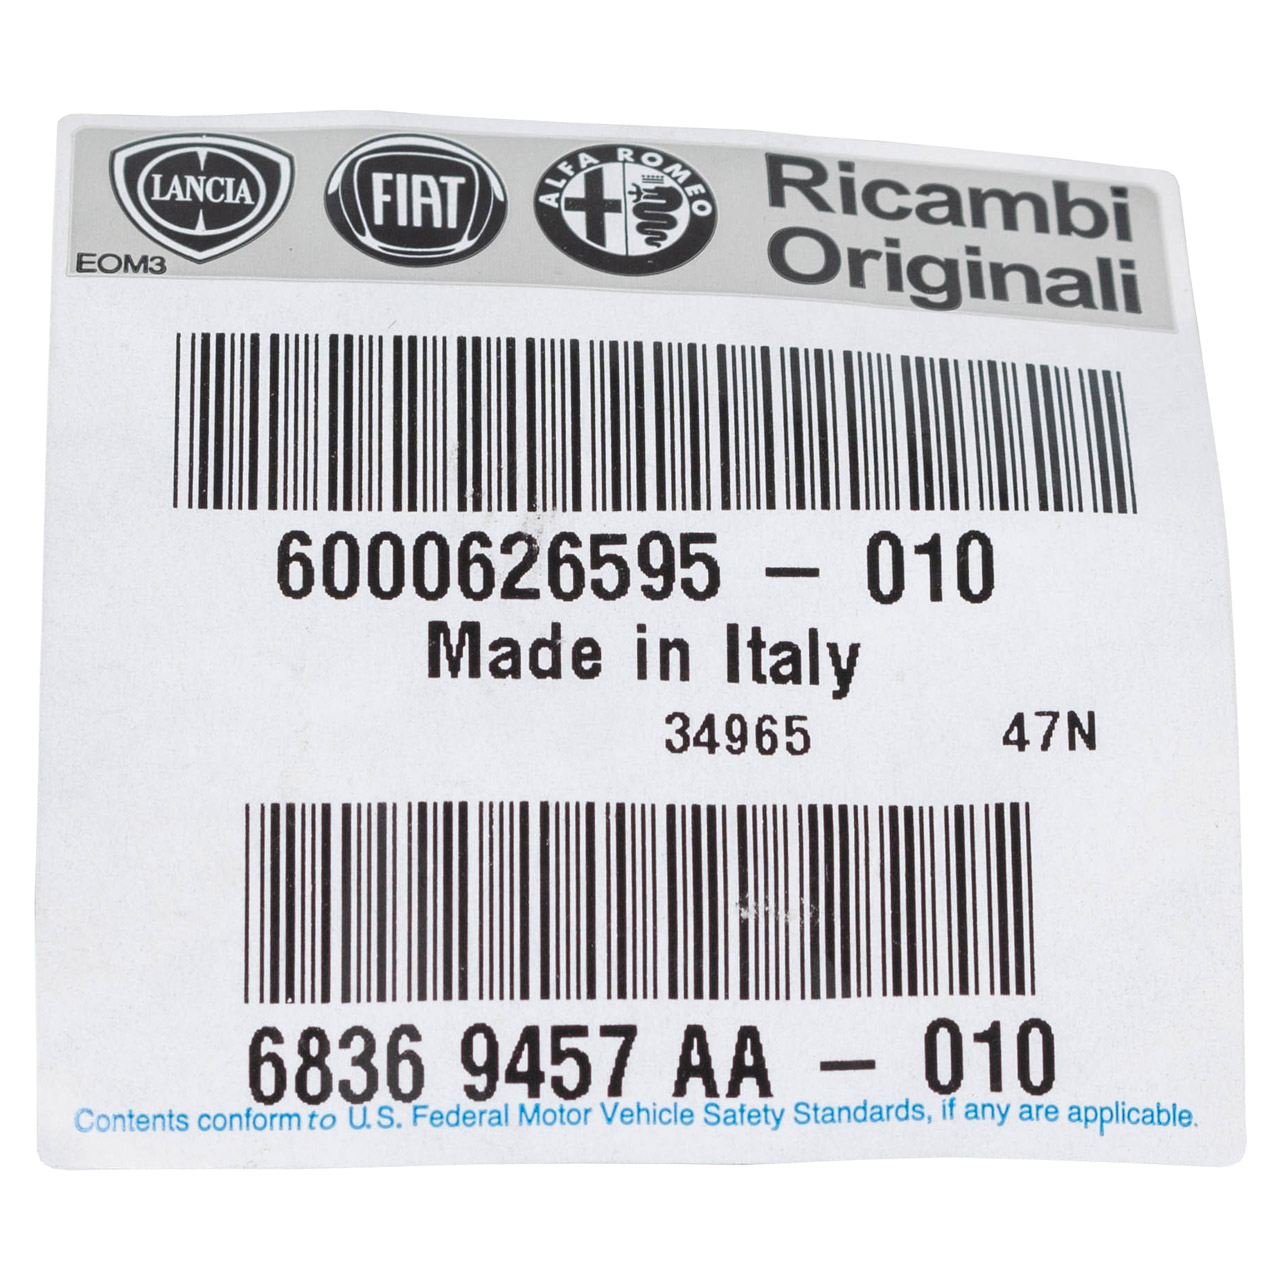 LANCIA
FIAT
ALFA ROMEO
Ricambi
Originali
EOM3
6000626595 – 010
Made in Italy
34965 47N
6836 9457 AA – 010
Contents conform to U.S. Federal Motor Vehicle Safety Standards, if any are applicable.